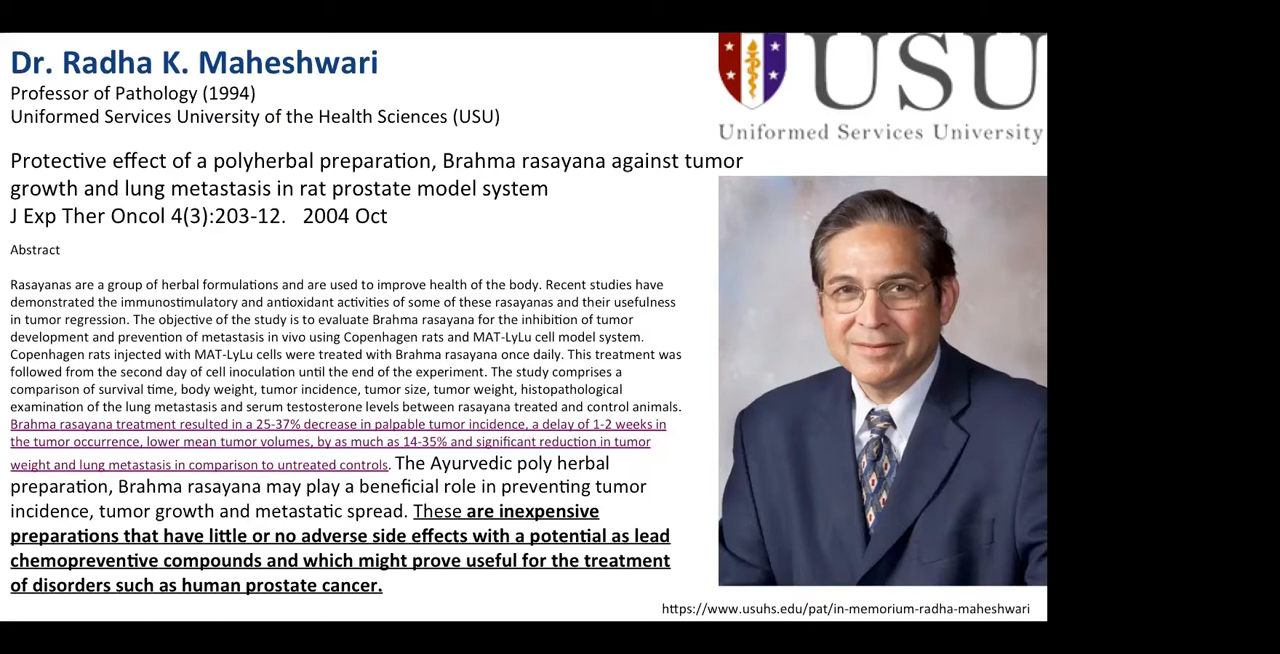 Dr. Radha K. Maheshwari
Professor of Pathology (1994)
Uniformed Services University of the Health Sciences (USU)
USU
Uniformed Services University
Protective effect of a polyherbal preparation, Brahma rasayana against tumor
growth and lung metastasis in rat prostate model system
J Exp Ther Oncol 4(3):203-12.   2004 Oct
Abstract
Rasayanas are a group of herbal formulations and are used to improve health of the body. Recent studies have
demonstrated the immunostimulatory and antioxidant activities of some of these rasayanas and their usefulness
in tumor regression. The objective of the study is to evaluate Brahma rasayana for the inhibition of tumor
development and prevention of metastasis in vivo using Copenhagen rats and MAT-LyLu cell model system.
Copenhagen rats injected with MAT-LyLu cells were treated with Brahma rasayana once daily. This treatment was
followed from the second day of cell inoculation until the end of the experiment. The study comprises a
comparison of survival time, body weight, tumor incidence, tumor size, tumor weight, histopathological
examination of the lung metastasis and serum testosterone levels between rasayana treated and control animals.
Brahma rasayana treatment resulted in a 25-37% decrease in palpable tumor incidence, a delay of 1-2 weeks in
the tumor occurrence, lower mean tumor volumes, by as much as 14-35% and significant reduction in tumor
weight and lung metastasis in comparison to untreated controls. The Ayurvedic poly herbal
preparation, Brahma rasayana may play a beneficial role in preventing tumor
incidence, tumor growth and metastatic spread. These are inexpensive
preparations that have little or no adverse side effects with a potential as lead
chemopreventive compounds and which might prove useful for the treatment
of disorders such as human prostate cancer.
https://www.usuhs.edu/pat/in-memorium-radha-maheshwari